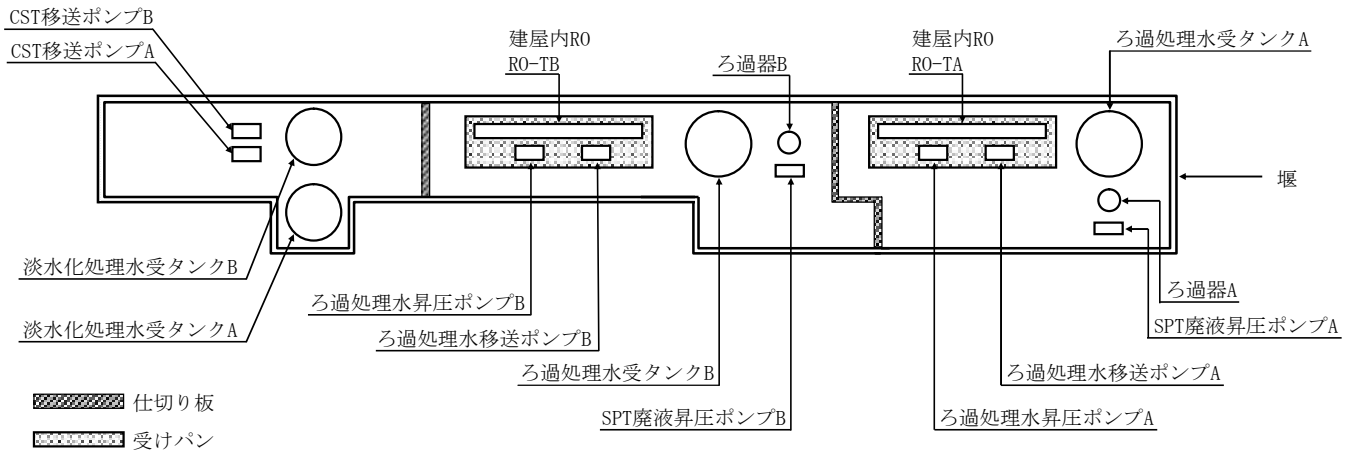 CST移送ポンプB
CST移送ポンプA
建屋内RO
RO-TB
ろ過器B
建屋内RO
RO-TA
ろ過処理水受タンクA
堰
淡水化処理水受タンクB
淡水化処理水受タンクA
ろ過処理水昇圧ポンプB
ろ過処理水移送ポンプB
ろ過処理水受タンクB
SPT廃液昇圧ポンプB
ろ過器A
SPT廃液昇圧ポンプA
ろ過処理水移送ポンプA
ろ過処理水昇圧ポンプA
仕切り板
受けパン